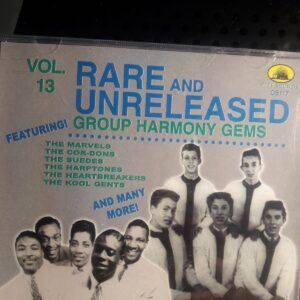 VOL.
13
RARE AND
UNRELEASED
GROUP HARMONY GEMS
FEATURING!
THE MARVELS
THE COR-DONS
THE SUEDES
THE HARPTONES
THE HEARTBREAKERS
THE KOOL GENTS
AND MANY
MORE!